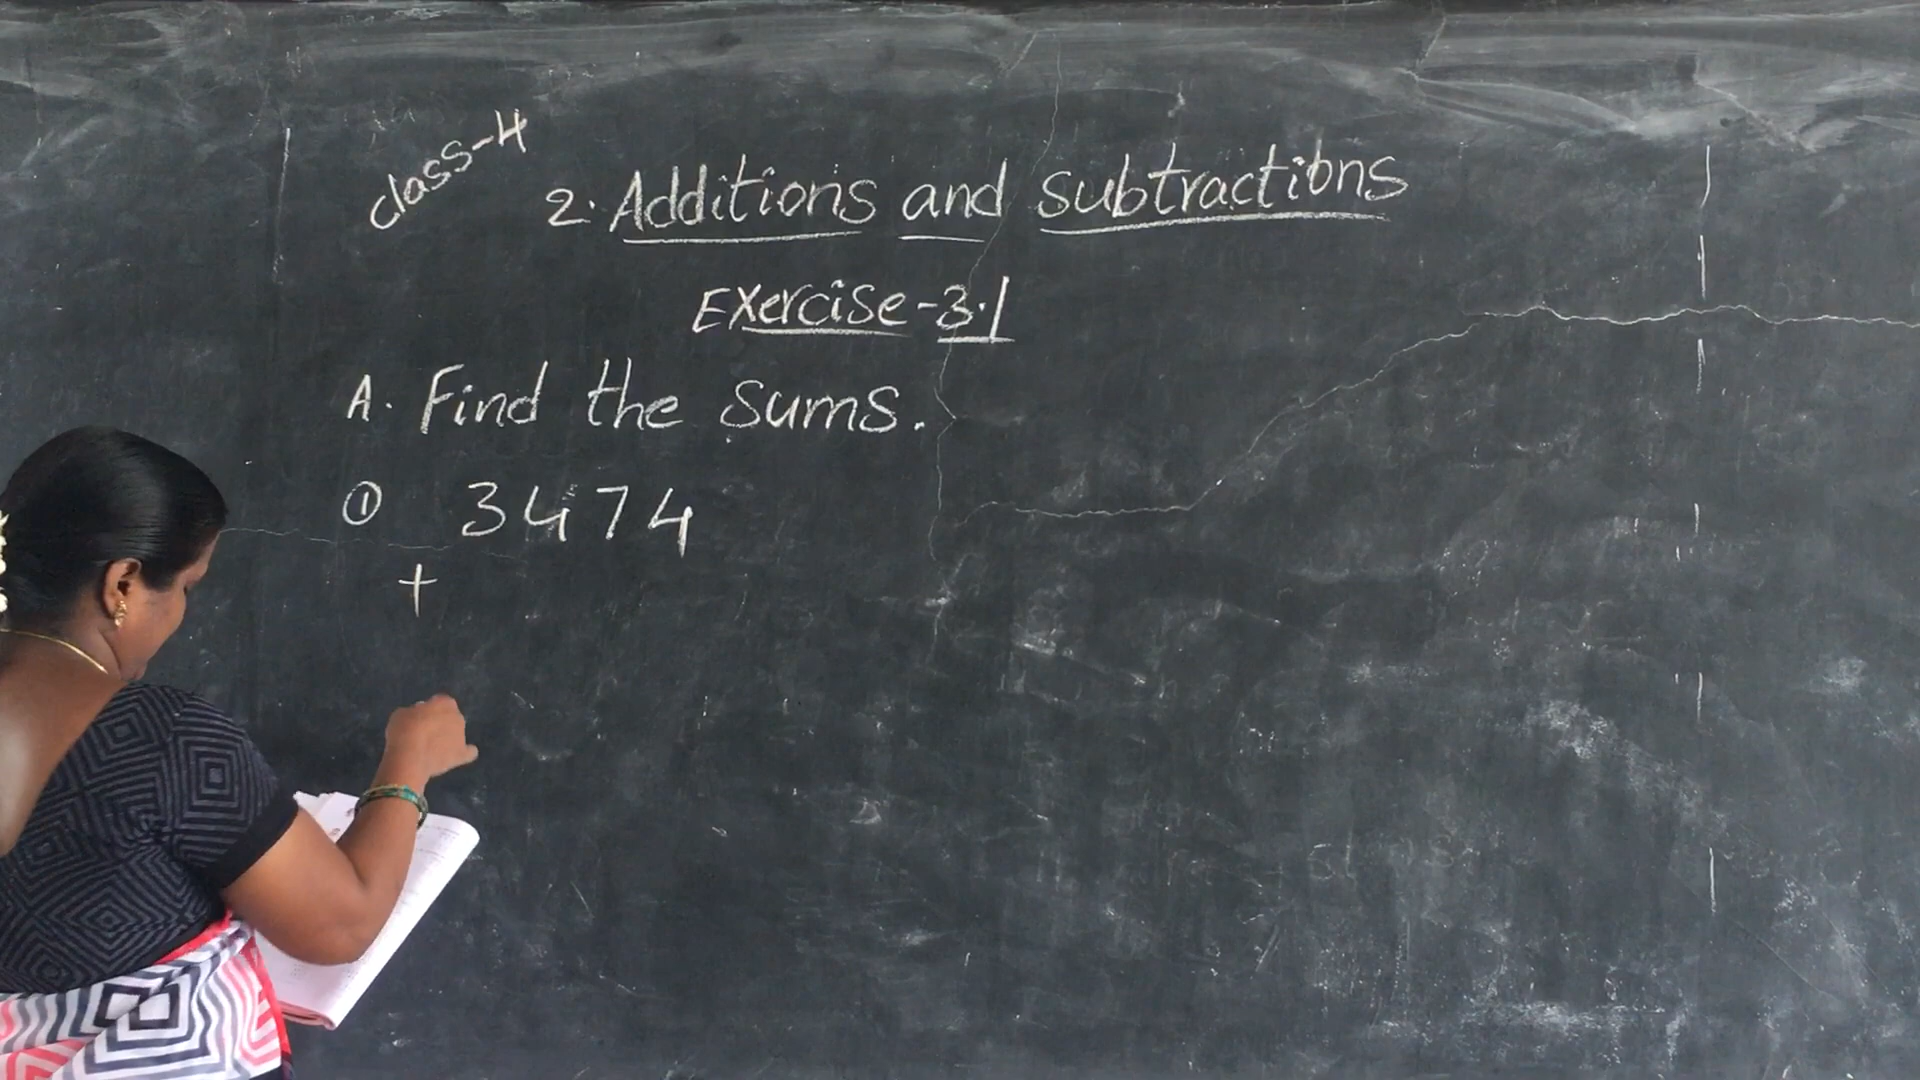 class-4
2. Additions and subtractions
Exercise-3.1
A. Find the sums.
① 3474
+